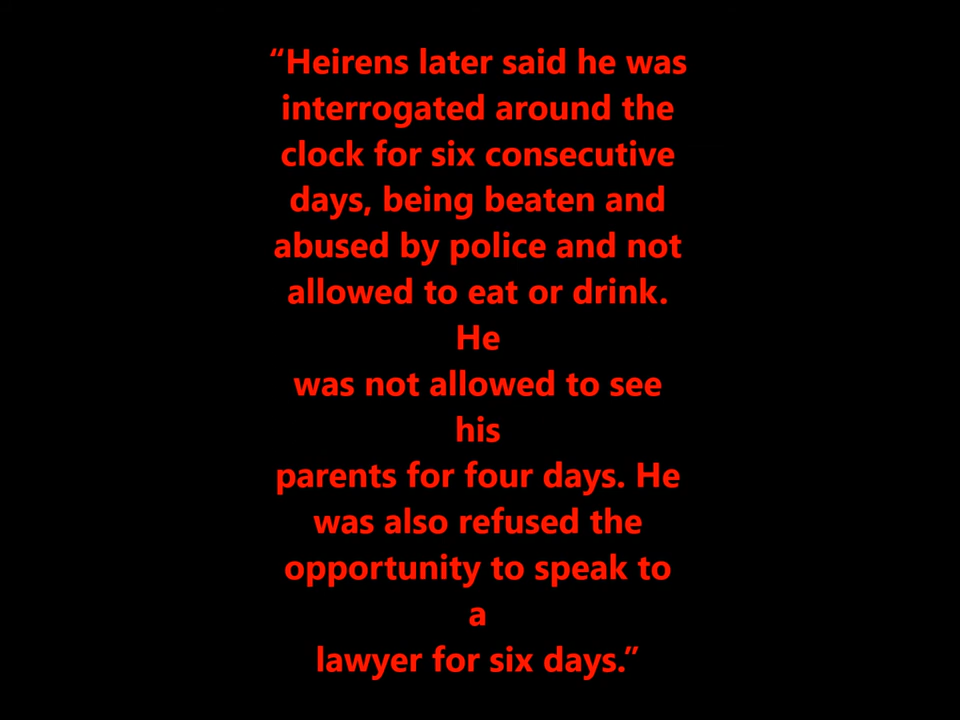 “Heirens later said he was
interrogated around the
clock for six consecutive
days, being beaten and
abused by police and not
allowed to eat or drink.
He
was not allowed to see
his
parents for four days. He
was also refused the
opportunity to speak to
a
lawyer for six days.”